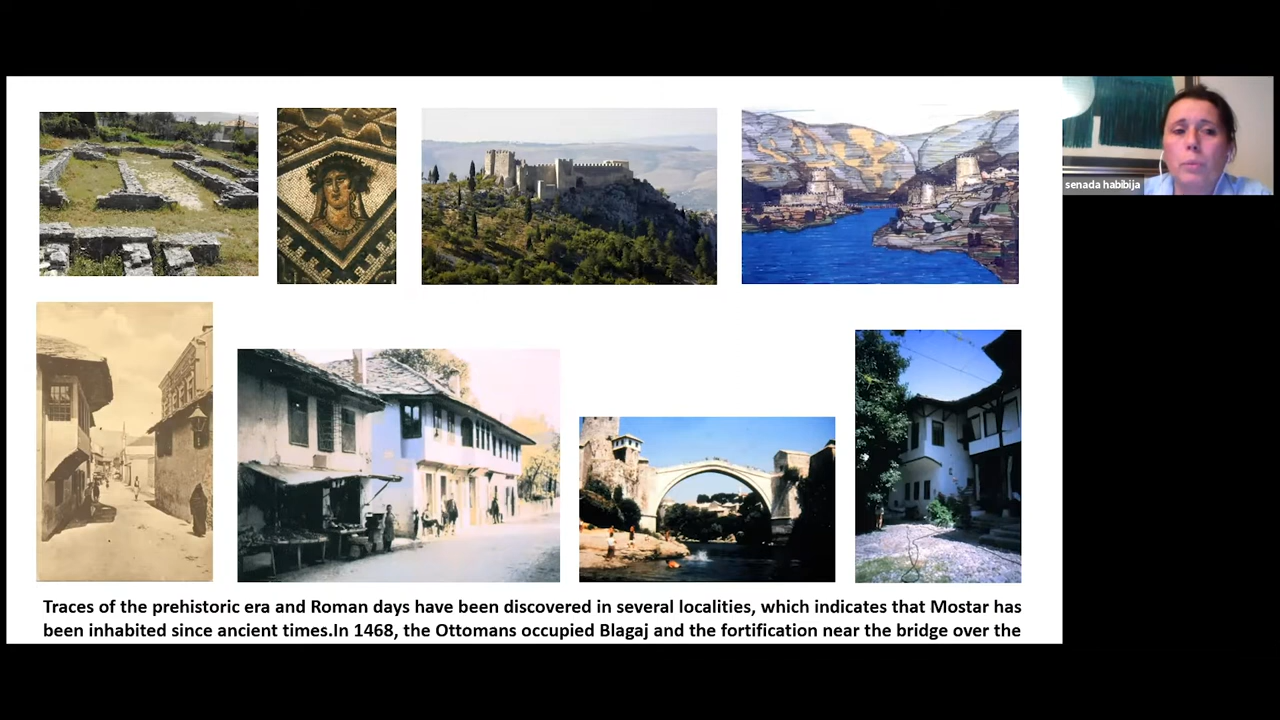 senada habibija
Traces of the prehistoric era and Roman days have been discovered in several localities, which indicates that Mostar has
been inhabited since ancient times.In 1468, the Ottomans occupied Blagaj and the fortification near the bridge over the